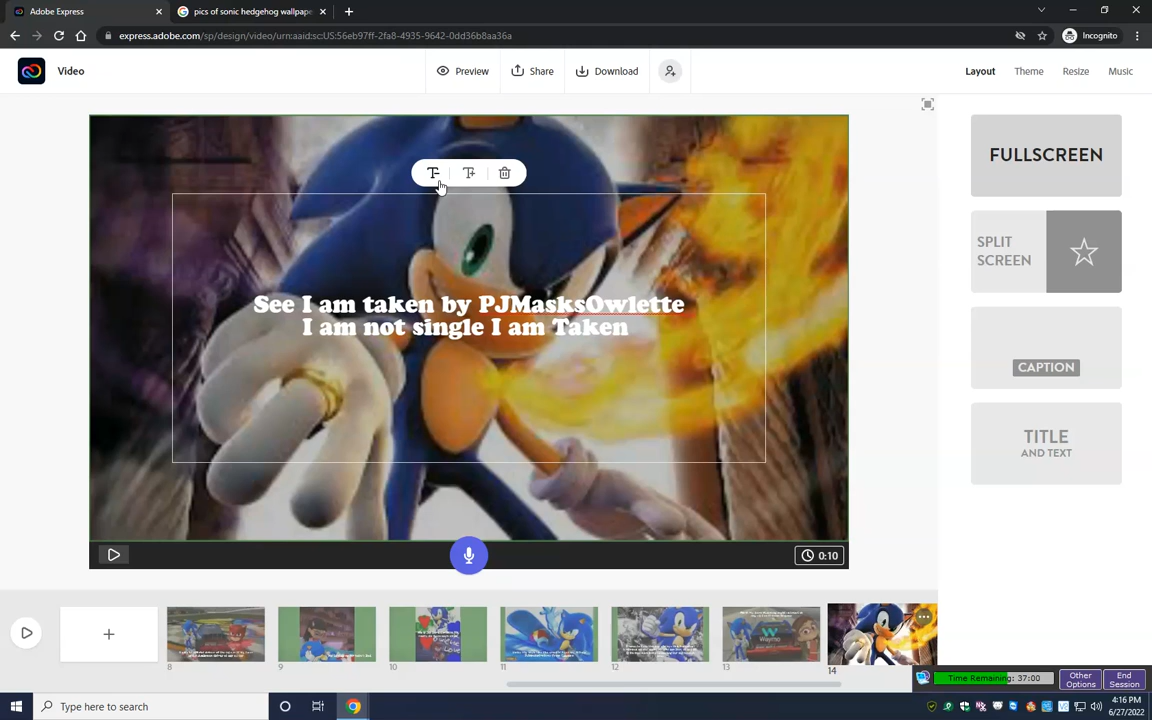 Adobe Express
pics of sonic hedgehog wallpape
express.adobe.com/sp/design/video/urn:aaid:sc:US:56eb97ff-2fa8-4935-9642-0dd36b8aa36a
Incognito
Video
Preview
Share
Download
Layout
Theme
Resize
Music
See I am taken by PJMasksOwlette
I am not single I am Taken
FULLSCREEN
SPLIT
SCREEN
CAPTION
TITLE
AND TEXT
0:10
8
9
10
11
12
13
14
Time Remaining: 37:00
Other
Options
End
Session
Type here to search
4:16 PM
6/27/2022